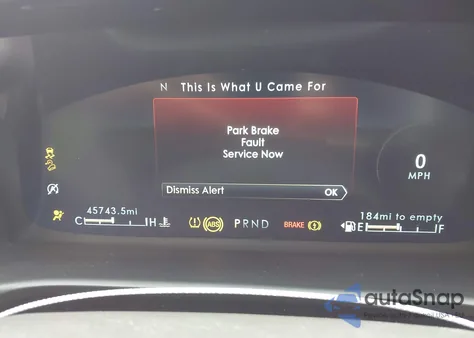 N This Is What U Came For
Park Brake
Fault
Service Now
0
MPH
Dismiss Alert OK
45743.5mi
C H
ABS
PRND
BRAKE
184mi to empty
E F
autoSnap